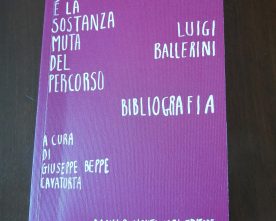 E LA
SOSTANZA
MUTA
DEL
PERCORSO
LUIGI
BALLERINI
BIBLIOGRAFIA
A CURA
DI
GIUSEPPE BEPPE
CAVATORTA